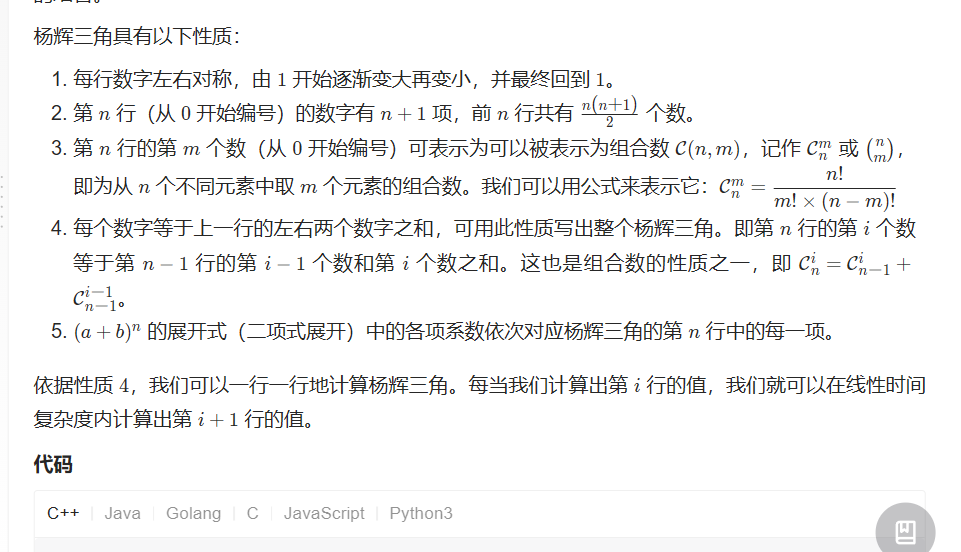 杨辉三角具有以下性质：
1. 每行数字左右对称，由 1 开始逐渐变大再变小，并最终回到 1。
2. 第 n 行（从 0 开始编号）的数字有 n + 1 项，前 n 行共有 n(n+1)/2 个数。
3. 第 n 行的第 m 个数（从 0 开始编号）可表示为可以被表示为组合数 C(n, m)，记作 C_n^m 或 (n m)，
即为从 n 个不同元素中取 m 个元素的组合数。我们可以用公式来表示它：C_n^m = n! / (m! × (n − m)!)
4. 每个数字等于上一行的左右两个数字之和，可用此性质写出整个杨辉三角。即第 n 行的第 i 个数
等于第 n − 1 行的第 i − 1 个数和第 i 个数之和。这也是组合数的性质之一，即 C_n^i = C_{n−1}^i +
C_{n−1}^{i−1}。
5. (a + b)^n 的展开式（二项式展开）中的各项系数依次对应杨辉三角的第 n 行中的每一项。
依据性质 4，我们可以一行一行地计算杨辉三角。每当我们计算出第 i 行的值，我们就可以在线性时间
复杂度内计算出第 i + 1 行的值。
代码
C++ | Java | Golang | C | JavaScript | Python3